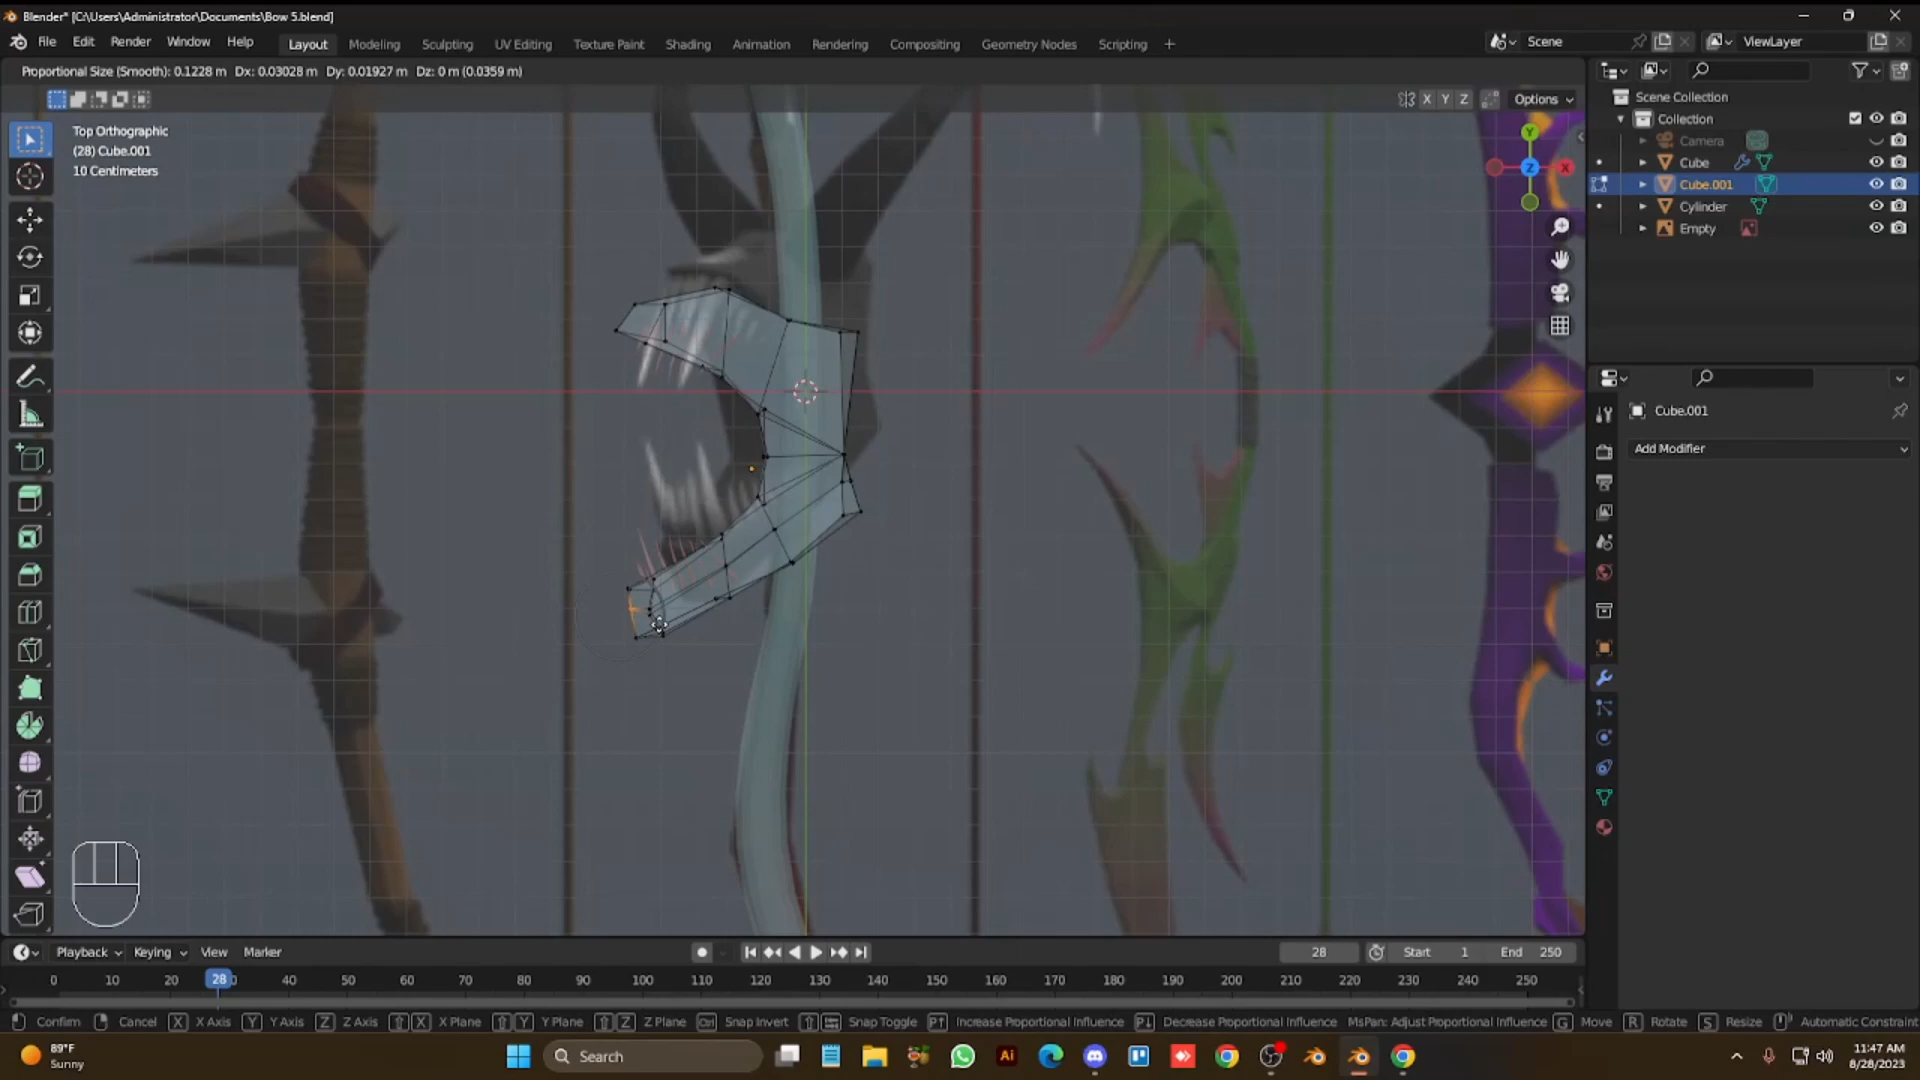 Blender* [C:\Users\Administrator\Documents\Bow 5.blend]
File Edit Render Window Help Layout Modeling Sculpting UV Editing Texture Paint Shading Animation Rendering Compositing Geometry Nodes Scripting + Scene ViewLayer
Proportional Size (Smooth): 0.1228 m Dx: 0.03028 m Dy: 0.01927 m Dz: 0 m (0.0359 m)
X Y Z Options
Scene Collection
Collection
Camera
Cube
Cube.001
Cylinder
Empty
Top Orthographic
(28) Cube.001
10 Centimeters
Y
X
Z
Cube.001
Add Modifier
Playback Keying View Marker 28 Start 1 End 250
0 10 20 28 40 50 60 70 80 90 100 110 120 130 140 150 160 170 180 190 200 210 220 230 240 250
Confirm Cancel X X Axis Y Y Axis Z Z Axis X X Plane Y Y Plane Z Z Plane Ctrl Snap Invert Snap Toggle Increase Proportional Influence Decrease Proportional Influence MsPan: Adjust Proportional Influence G Move R Rotate S Resize Automatic Constraint
89°F
Sunny
Search
Ai
11:47 AM
8/28/2023